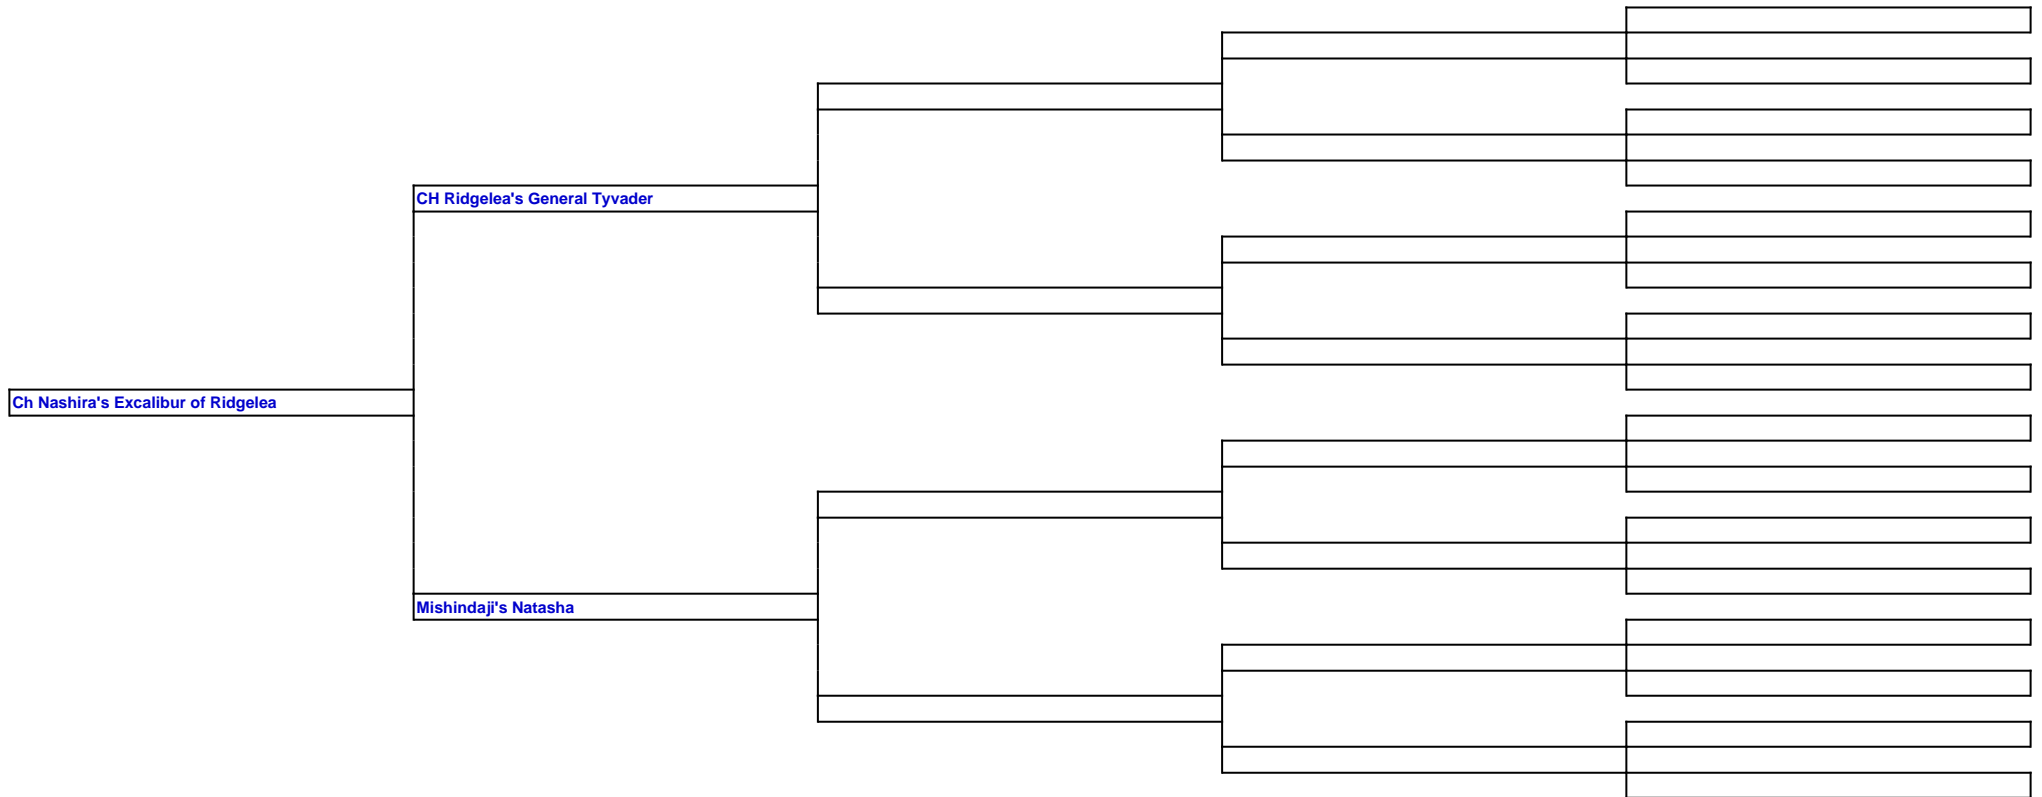 CH Ridgelea's General Tyvader
Ch Nashira's Excalibur of Ridgelea
Mishindaji's Natasha